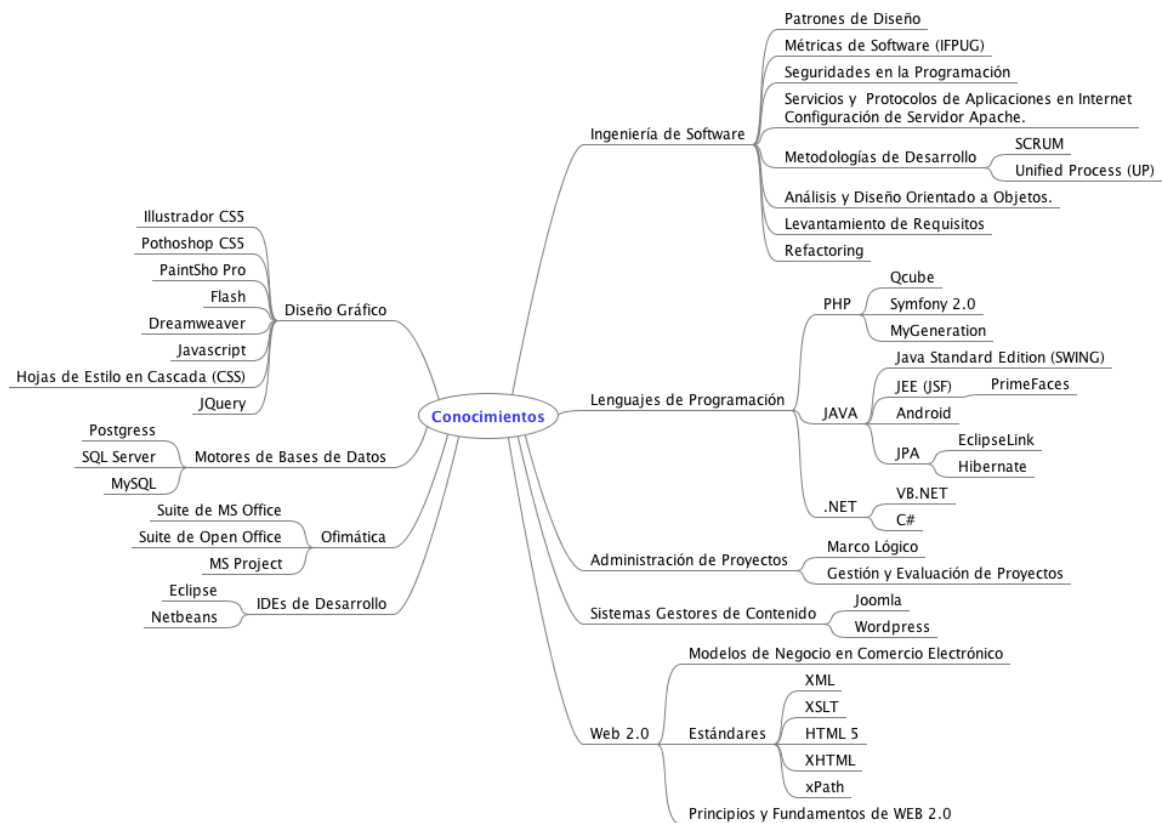 Conocimientos
Ingeniería de Software
Patrones de Diseño
Métricas de Software (IFPUG)
Seguridades en la Programación
Servicios y  Protocolos de Aplicaciones en Internet
Configuración de Servidor Apache.
Metodologías de Desarrollo
SCRUM
Unified Process (UP)
Análisis y Diseño Orientado a Objetos.
Levantamiento de Requisitos
Refactoring
Lenguajes de Programación
PHP
Qcube
Symfony 2.0
MyGeneration
JAVA
Java Standard Edition (SWING)
JEE (JSF)
PrimeFaces
Android
JPA
EclipseLink
Hibernate
.NET
VB.NET
C#
Administración de Proyectos
Marco Lógico
Gestión y Evaluación de Proyectos
Sistemas Gestores de Contenido
Joomla
Wordpress
Web 2.0
Modelos de Negocio en Comercio Electrónico
Estándares
XML
XSLT
HTML 5
XHTML
xPath
Principios y Fundamentos de WEB 2.0
Diseño Gráfico
Illustrador CS5
Pothoshop CS5
PaintSho Pro
Flash
Dreamweaver
Javascript
Hojas de Estilo en Cascada (CSS)
JQuery
Motores de Bases de Datos
Postgress
SQL Server
MySQL
Ofimática
Suite de MS Office
Suite de Open Office
MS Project
IDEs de Desarrollo
Eclipse
Netbeans